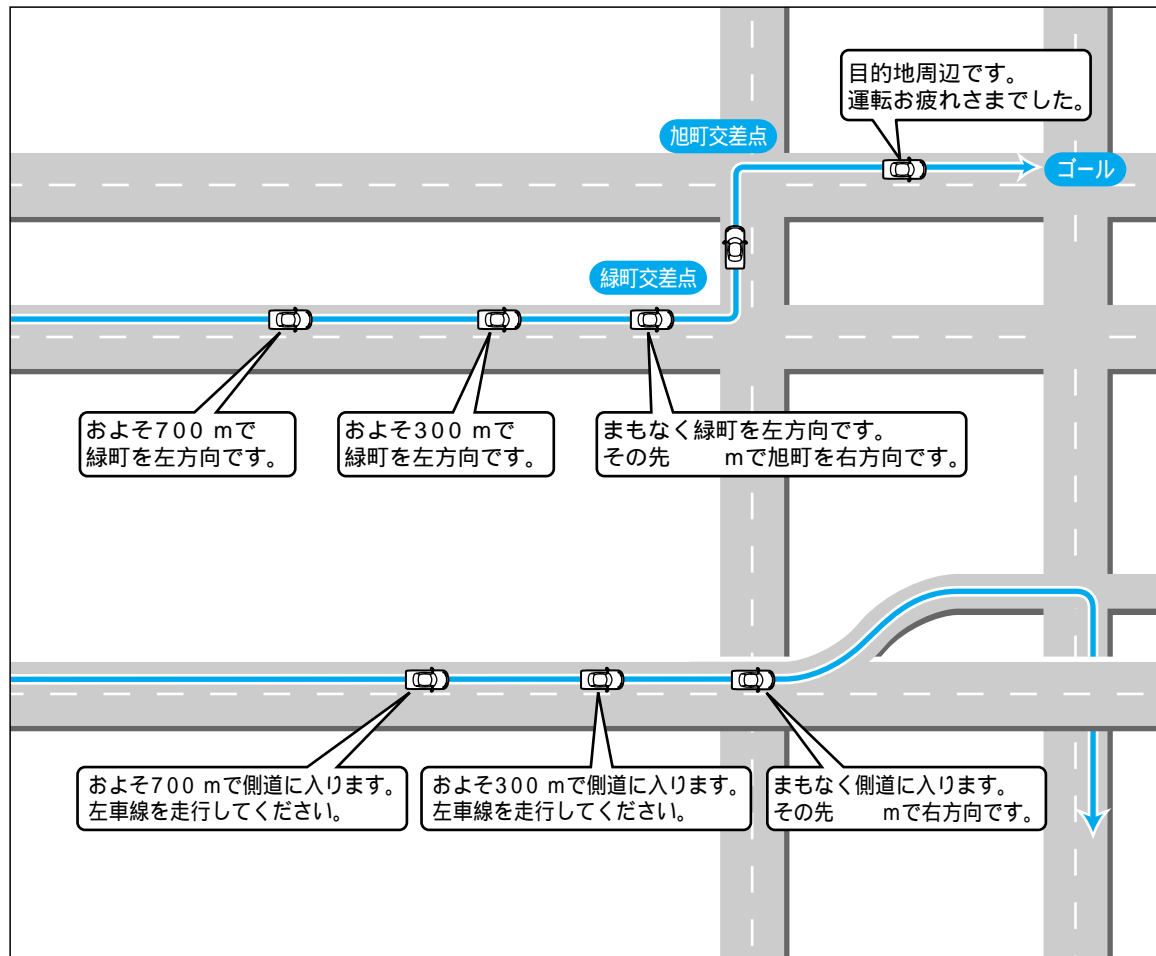 目的地周辺です。
運転お疲れさまでした。
旭町交差点
ゴール
緑町交差点
およそ700 mで
緑町を左方向です。
およそ300 mで
緑町を左方向です。
まもなく緑町を左方向です。
その先　　mで旭町を右方向です。
およそ700 mで側道に入ります。
左車線を走行してください。
およそ300 mで側道に入ります。
左車線を走行してください。
まもなく側道に入ります。
その先　　mで右方向です。